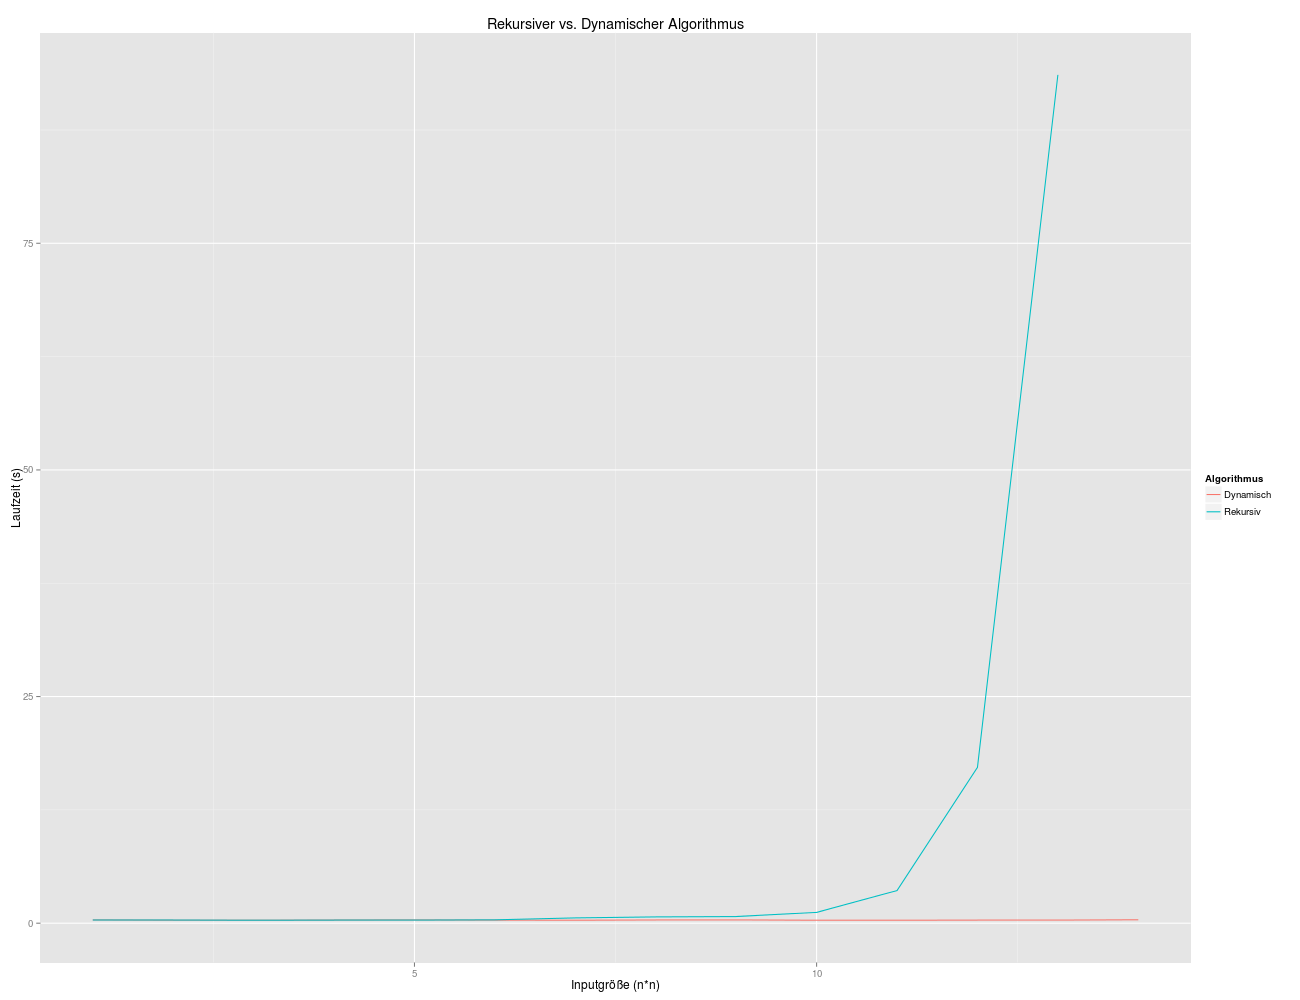 Rekursiver vs. Dynamischer Algorithmus
Laufzeit (s)
75
50
25
0
5
10
Inputgröße (n*n)
Algorithmus
Dynamisch
Rekursiv